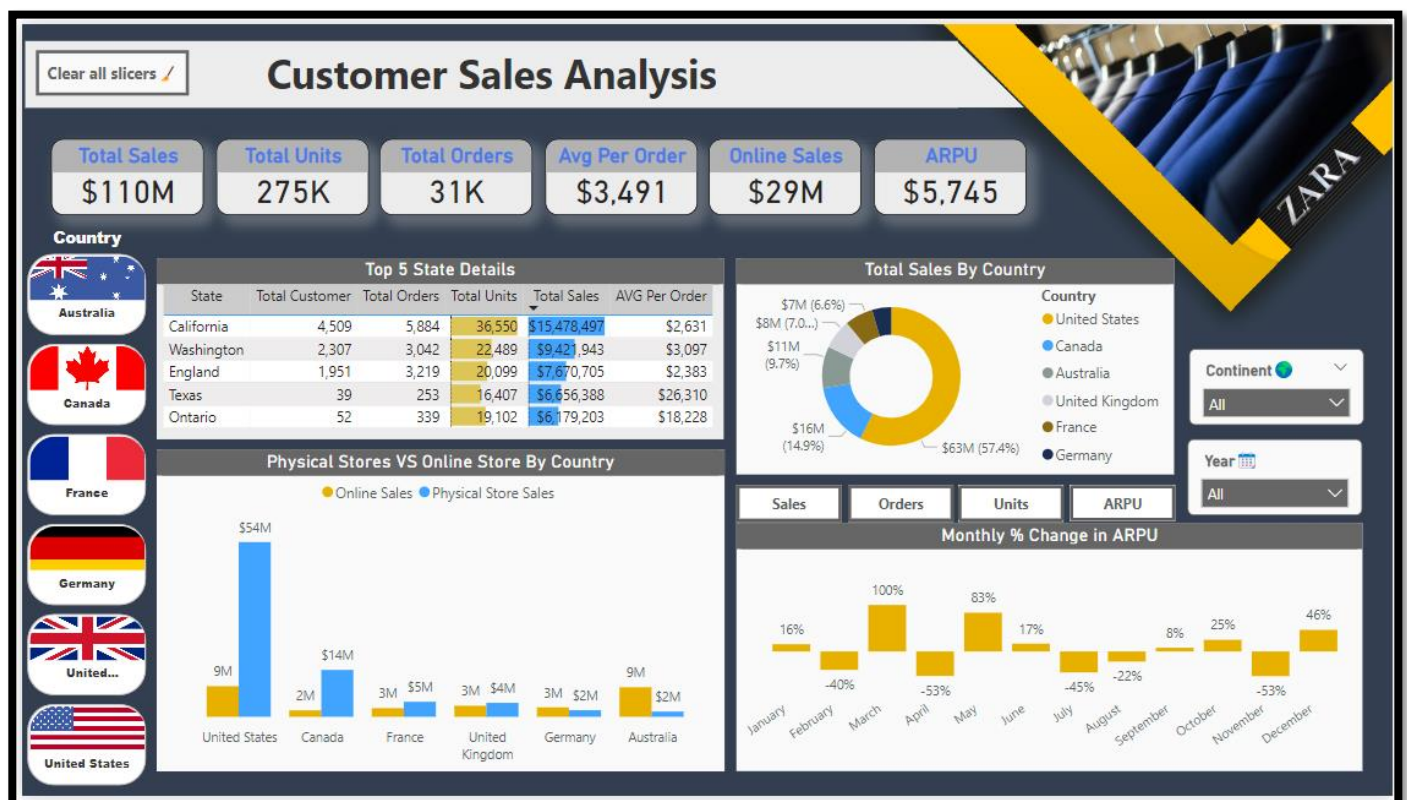 Clear all slicers
Customer Sales Analysis
ZARA
Total Sales
$110M
Total Units
275K
Total Orders
31K
Avg Per Order
$3,491
Online Sales
$29M
ARPU
$5,745
Country
Australia
Canada
France
Germany
United...
United States
Top 5 State Details
State Total Customer Total Orders Total Units Total Sales AVG Per Order
California 4,509 5,884 36,550 $15,478,497 $2,631
Washington 2,307 3,042 22,489 $9,421,943 $3,097
England 1,951 3,219 20,099 $7,670,705 $2,383
Texas 39 253 16,407 $6,656,388 $26,310
Ontario 52 339 19,102 $6,179,203 $18,228
Total Sales By Country
$7M (6.6%)
$8M (7.0...)
$11M
(9.7%)
$16M
(14.9%)
$63M (57.4%)
Country
United States
Canada
Australia
United Kingdom
France
Germany
Continent
All
Year
All
Physical Stores VS Online Store By Country
Online Sales Physical Store Sales
9M $54M
2M $14M
3M $5M
3M $4M
3M $2M
9M $2M
United States Canada France United Kingdom Germany Australia
Sales Orders Units ARPU
Monthly % Change in ARPU
16% -40% 100% -53% 83% 17% -45% -22% 8% 25% -53% 46%
January February March April May June July August September October November December